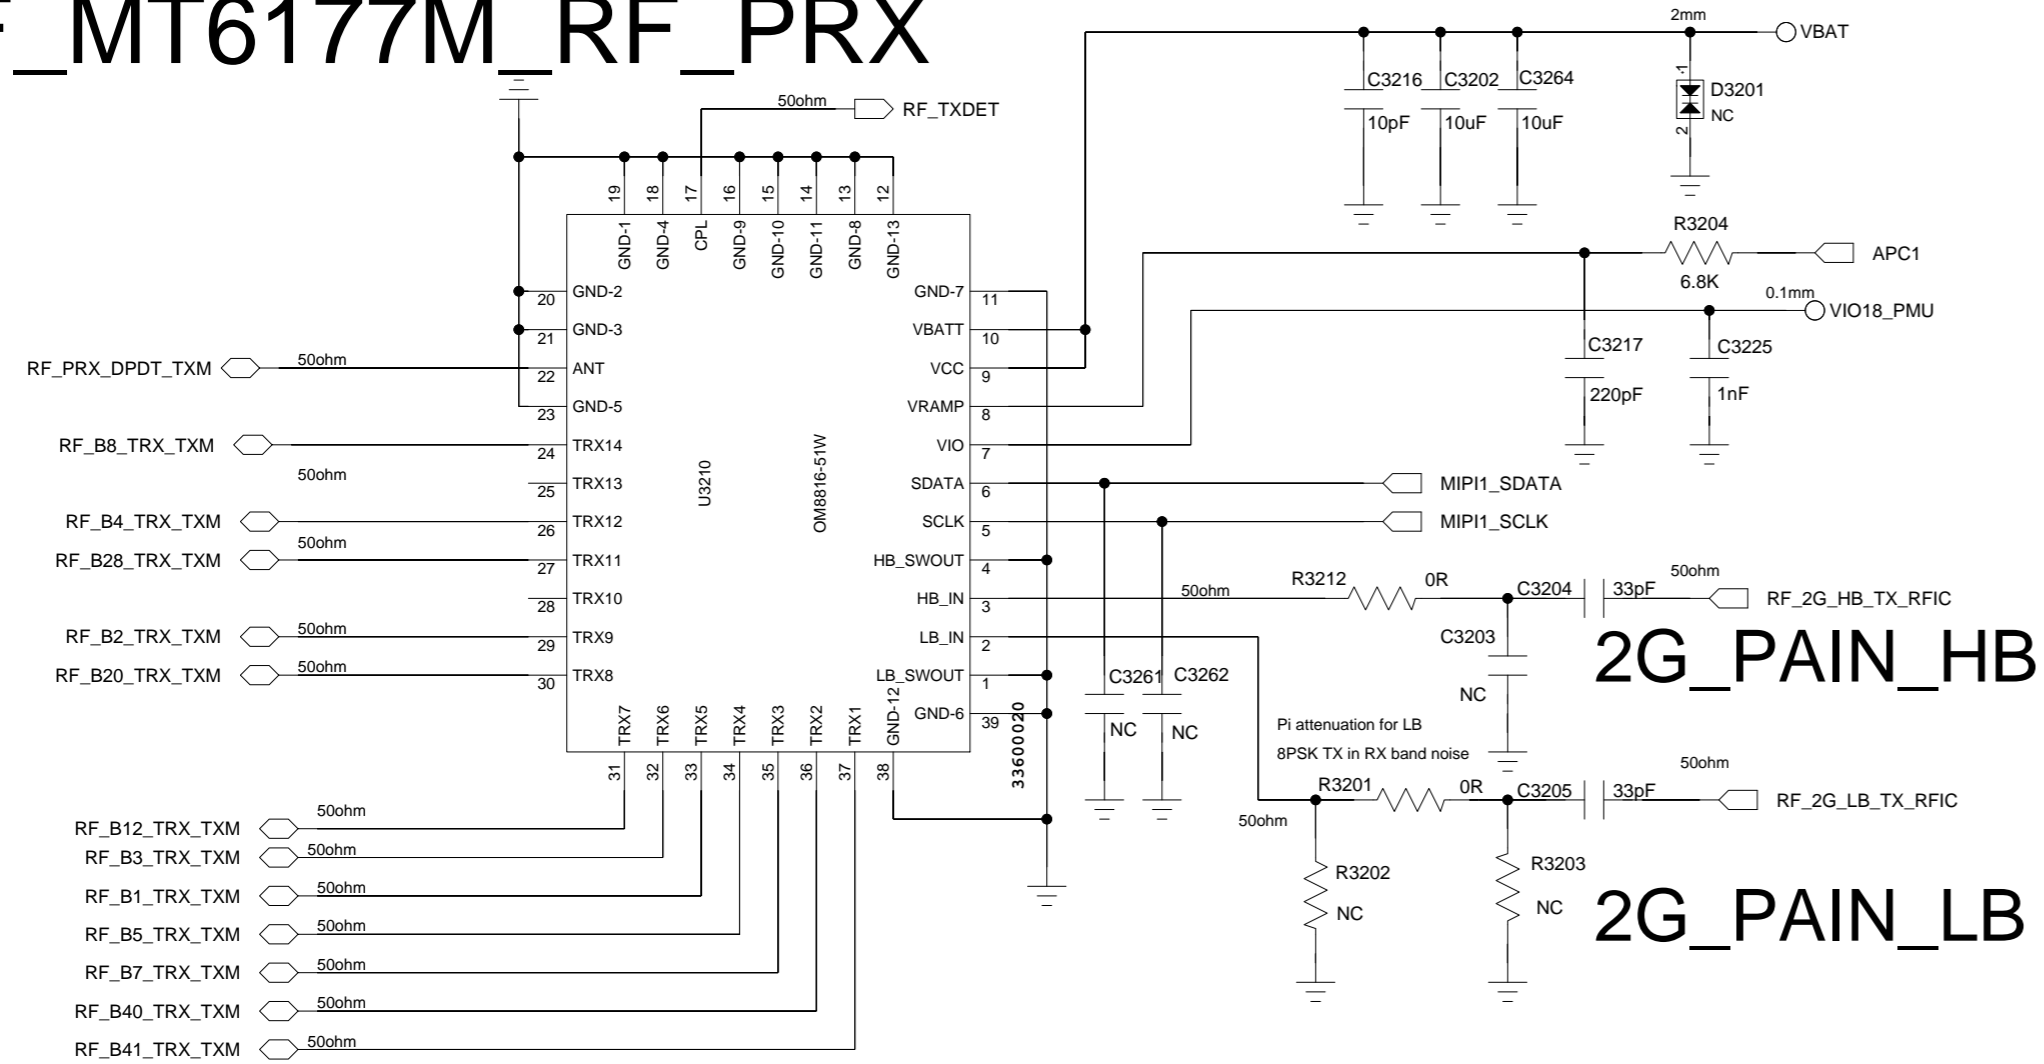 F_MT6177M_RF_PRX
2mm
VBAT
C3216
C3202
C3264
1
D3201
NC
10pF
10uF
10uF
2
50ohm
RF_TXDET
19
18
17
16
15
14
13
12
GND-1
GND-4
CPL
GND-9
GND-10
GND-11
GND-8
GND-13
R3204
6.8K
APC1
0.1mm
VIO18_PMU
C3217
220pF
C3225
1nF
20
GND-2
21
GND-3
RF_PRX_DPDT_TXM
50ohm
22
ANT
23
GND-5
RF_B8_TRX_TXM
24
TRX14
50ohm
25
TRX13
RF_B4_TRX_TXM
50ohm
26
TRX12
RF_B28_TRX_TXM
50ohm
27
TRX11
28
TRX10
RF_B2_TRX_TXM
50ohm
29
TRX9
RF_B20_TRX_TXM
50ohm
30
TRX8
U3210
OM8816-51W
GND-7
11
VBATT
10
VCC
9
VRAMP
8
VIO
7
SDATA
6
MIPI1_SDATA
SCLK
5
MIPI1_SCLK
HB_SWOUT
4
HB_IN
3
LB_IN
2
LB_SWOUT
1
GND-6
39
33600020
50ohm
R3212
0R
C3204
33pF
50ohm
RF_2G_HB_TX_RFIC
C3203
NC
2G_PAIN_HB
C3261
NC
C3262
NC
Pi attenuation for LB
8PSK TX in RX band noise
R3201
0R
C3205
33pF
50ohm
RF_2G_LB_TX_RFIC
50ohm
R3202
NC
R3203
NC
2G_PAIN_LB
TRX7
TRX6
TRX5
TRX4
TRX3
TRX2
TRX1
GND-12
31
32
33
34
35
36
37
38
RF_B12_TRX_TXM
50ohm
RF_B3_TRX_TXM
50ohm
RF_B1_TRX_TXM
50ohm
RF_B5_TRX_TXM
50ohm
RF_B7_TRX_TXM
50ohm
RF_B40_TRX_TXM
50ohm
RF_B41_TRX_TXM
50ohm